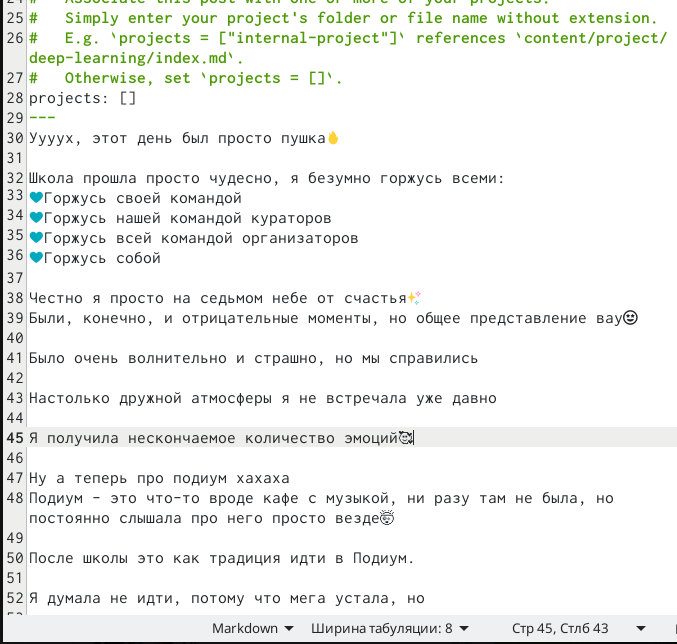 24 #   Associate this post with one or more of your projects.
25 #   Simply enter your project's folder or file name without extension.
26 #   E.g. `projects = ["internal-project"]` references `content/project/
deep-learning/index.md`.
27 #   Otherwise, set `projects = []`.
28 projects: []
29 ---
30 Уууух, этот день был просто пушка🔥
31
32 Школа прошла просто чудесно, я безумно горжусь всеми:
33 🩵Горжусь своей командой
34 🩵Горжусь нашей командой кураторов
35 🩵Горжусь всей командой организаторов
36 🩵Горжусь собой
37
38 Честно я просто на седьмом небе от счастья✨
39 Были, конечно, и отрицательные моменты, но общее представление вау😍
40
41 Было очень волнительно и страшно, но мы справились
42
43 Настолько дружной атмосферы я не встречала уже давно
44
45 Я получила нескончаемое количество эмоций🥰
46
47 Ну а теперь про подиум хахаха
48 Подиум - это что-то вроде кафе с музыкой, ни разу там не была, но
постоянно слышала про него просто везде🤯
49
50 После школы это как традиция идти в Подиум.
51
52 Я думала не идти, потому что мега устала, но
Markdown Ширина табуляции: 8 Стр 45, Стлб 43